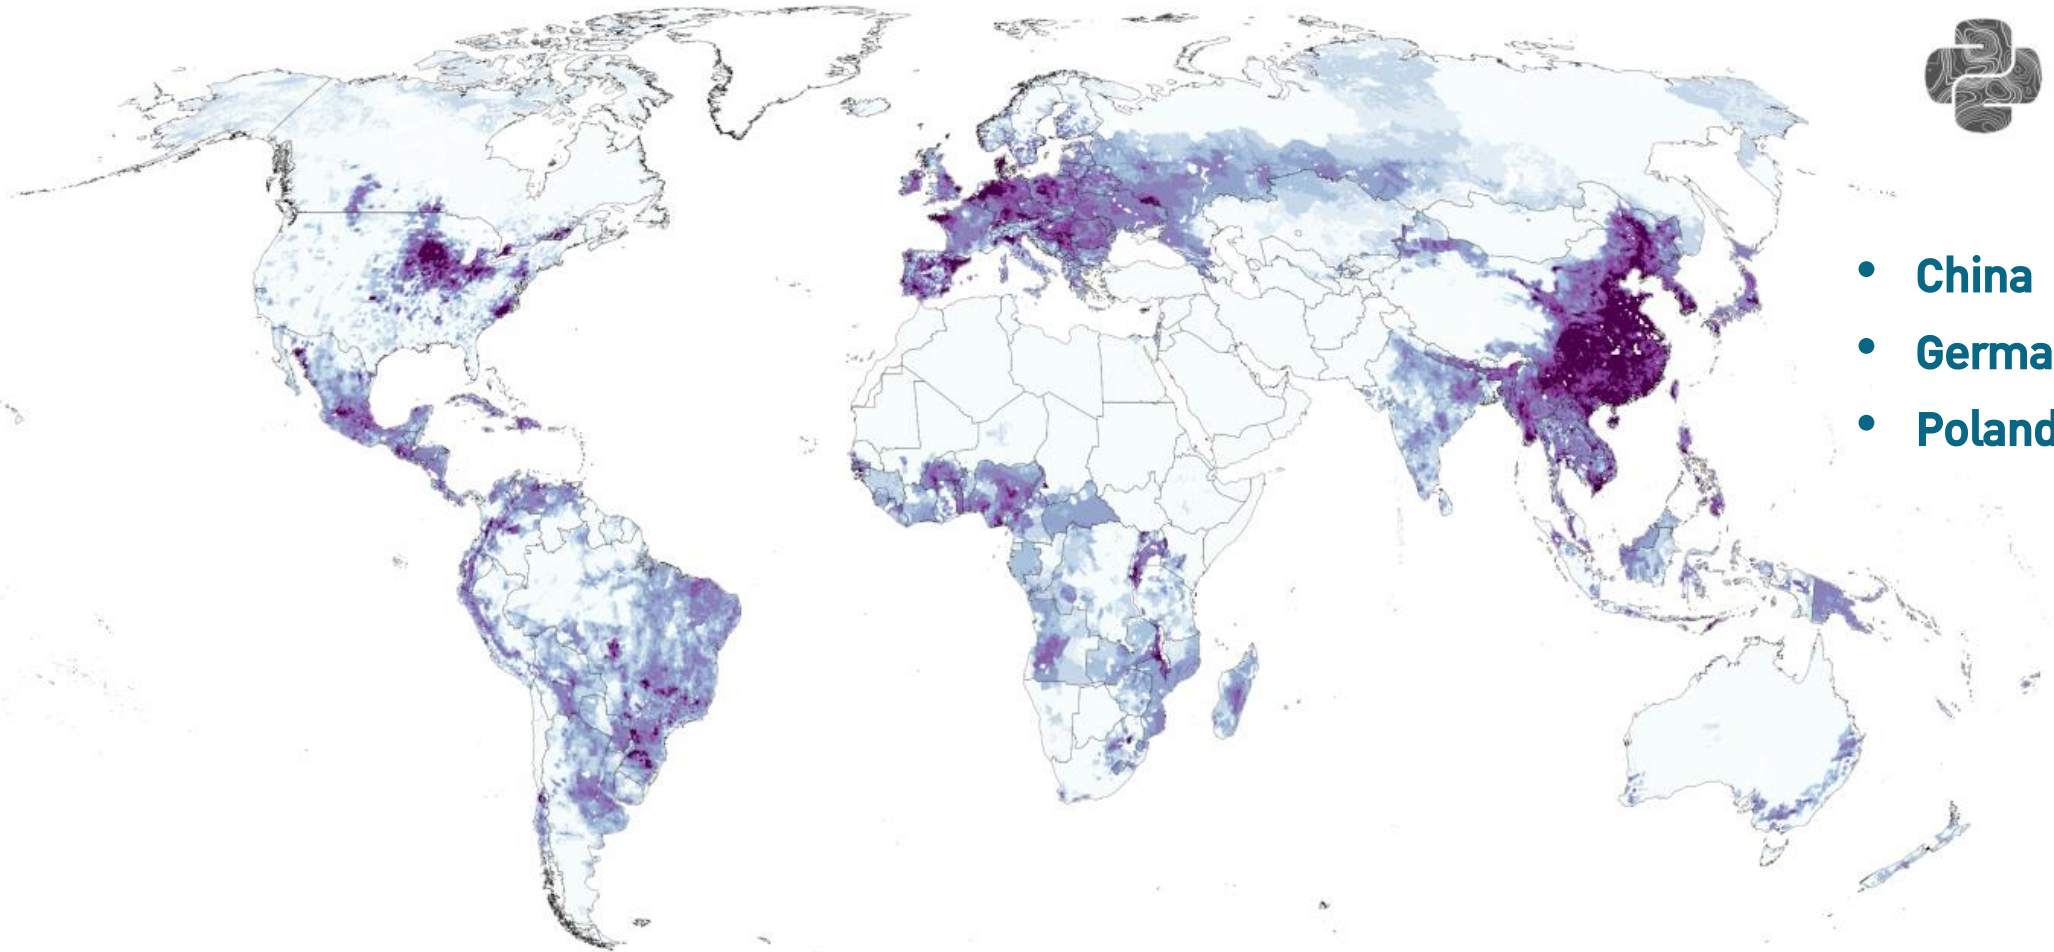 • China
• Germa
• Poland